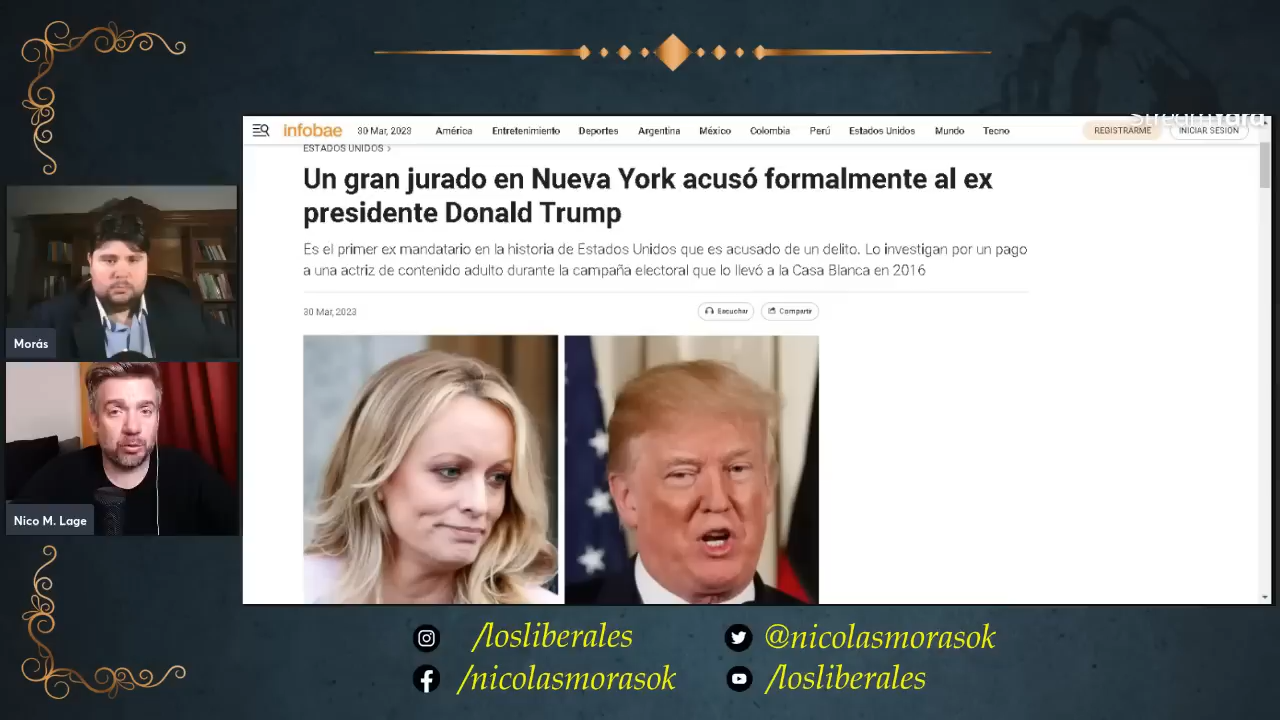 infobae 30 Mar, 2023 América Entretenimiento Deportes Argentina México Colombia Perú Estados Unidos Mundo Tecno REGISTRARME INICIAR SESIÓN
StreamYard
ESTADOS UNIDOS >
Un gran jurado en Nueva York acusó formalmente al ex
presidente Donald Trump
Es el primer ex mandatario en la historia de Estados Unidos que es acusado de un delito. Lo investigan por un pago
a una actriz de contenido adulto durante la campaña electoral que lo llevó a la Casa Blanca en 2016
30 Mar, 2023
Escuchar Compartir
Morás
Nico M. Lage
/losliberales @nicolasmorasok
/nicolasmorasok /losliberales